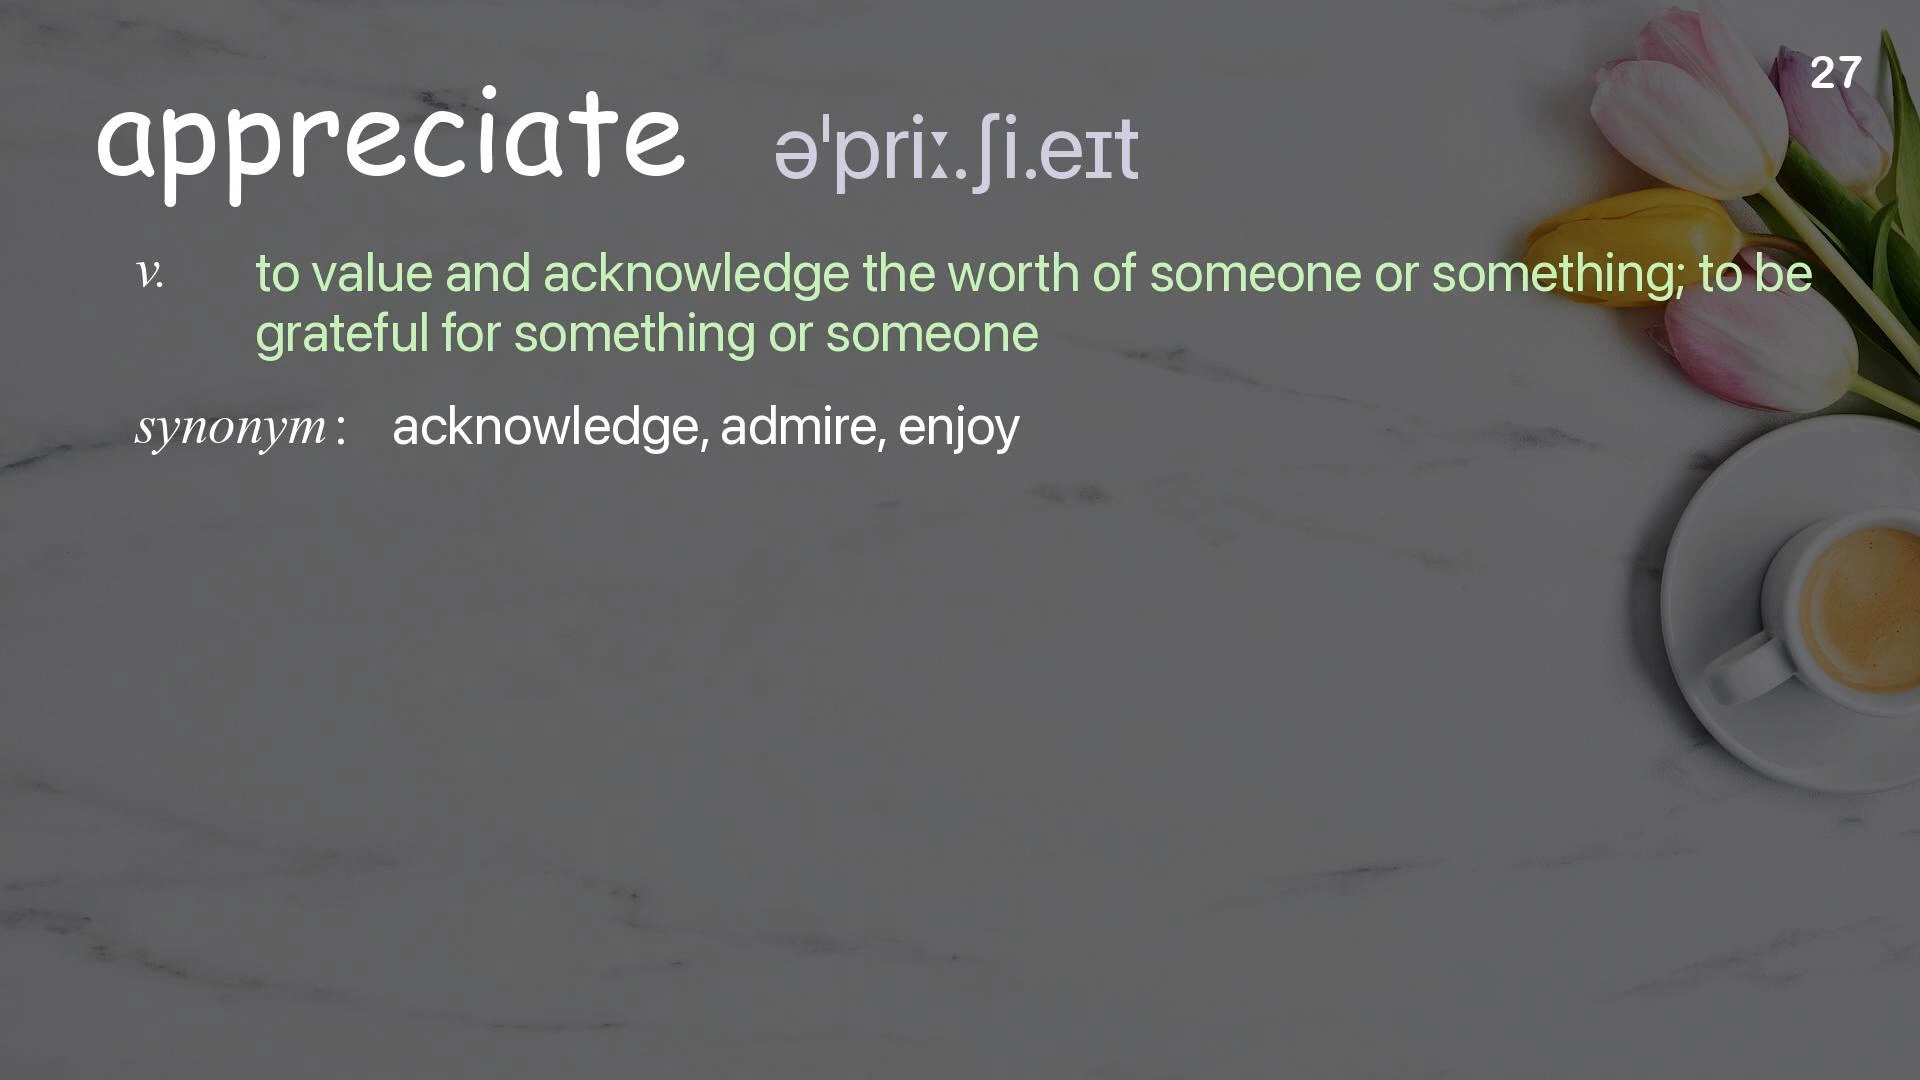 27
appreciate əˈpriː.ʃi.eɪt
v. to value and acknowledge the worth of someone or something; to be
grateful for something or someone
synonym : acknowledge, admire, enjoy